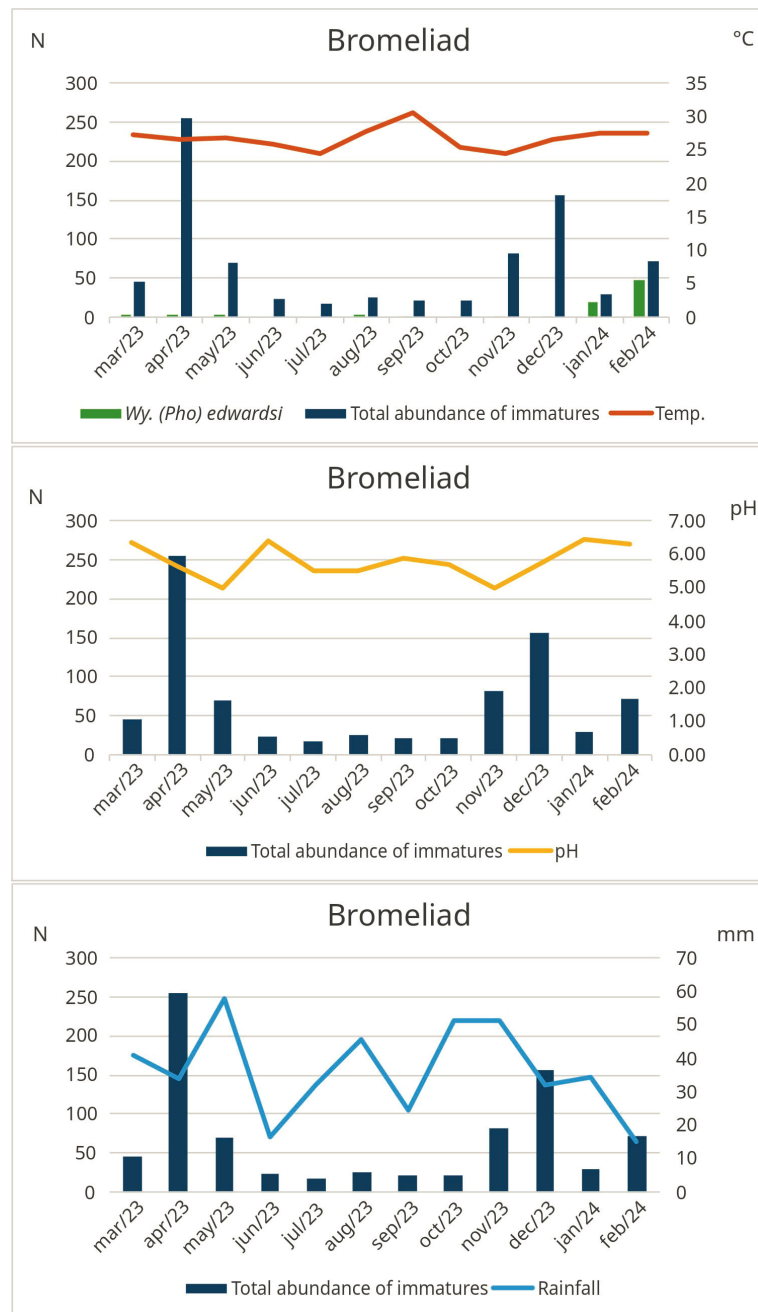 Bromeliad
N
°C
300
250
200
150
100
50
0
35
30
25
20
15
10
5
0
mar/23
apr/23
may/23
jun/23
jul/23
aug/23
sep/23
oct/23
nov/23
dec/23
jan/24
feb/24
Wy. (Pho) edwardsi
Total abundance of immatures
Temp.
Bromeliad
N
pH
300
250
200
150
100
50
0
7.00
6.00
5.00
4.00
3.00
2.00
1.00
0.00
mar/23
apr/23
may/23
jun/23
jul/23
aug/23
sep/23
oct/23
nov/23
dec/23
jan/24
feb/24
Total abundance of immatures
pH
Bromeliad
N
mm
300
250
200
150
100
50
0
70
60
50
40
30
20
10
0
mar/23
apr/23
may/23
jun/23
jul/23
aug/23
sep/23
oct/23
nov/23
dec/23
jan/24
feb/24
Total abundance of immatures
Rainfall